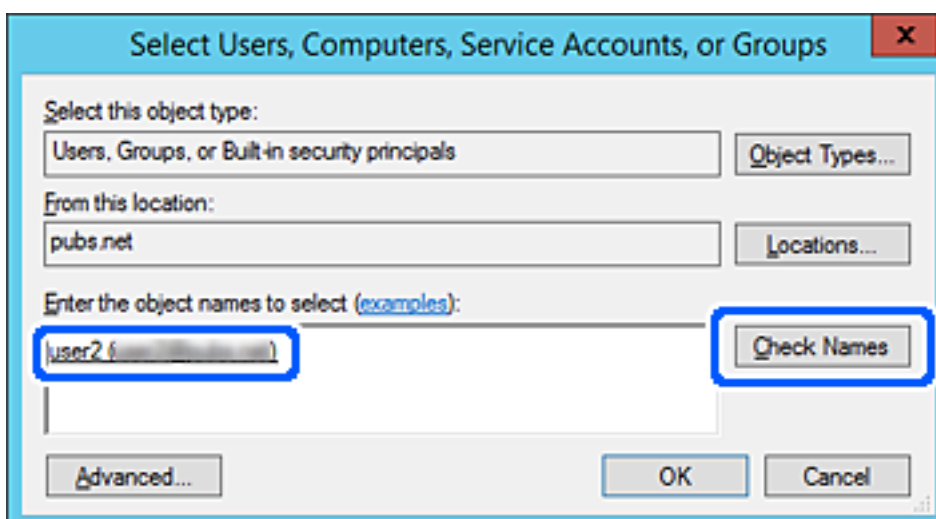 Select Users, Computers, Service Accounts, or Groups
x
Select this object type:
Users, Groups, or Built-in security principals
Object Types...
From this location:
pubs.net
Locations...
Enter the object names to select (examples):
user2 (
)
Check Names
Advanced...
OK
Cancel